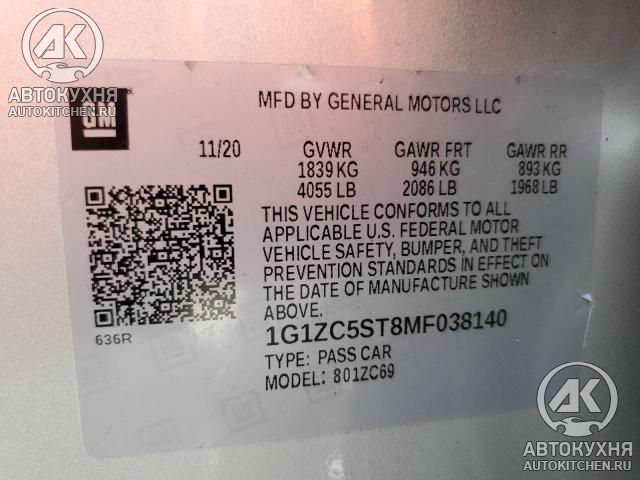 АК
АВТОКУХНЯ
AUTOKITCHEN.RU
GM
MFD BY GENERAL MOTORS LLC
11/20 GVWR GAWR FRT GAWR RR
1839 KG 946 KG 893 KG
4055 LB 2086 LB 1968 LB
THIS VEHICLE CONFORMS TO ALL
APPLICABLE U.S. FEDERAL MOTOR
VEHICLE SAFETY, BUMPER, AND THEFT
PREVENTION STANDARDS IN EFFECT ON
THE DATE OF MANUFACTURE SHOWN
ABOVE.
636R
1G1ZC5ST8MF038140
TYPE: PASS CAR
MODEL: 801ZC69
АК
АВТОКУХНЯ
AUTOKITCHEN.RU